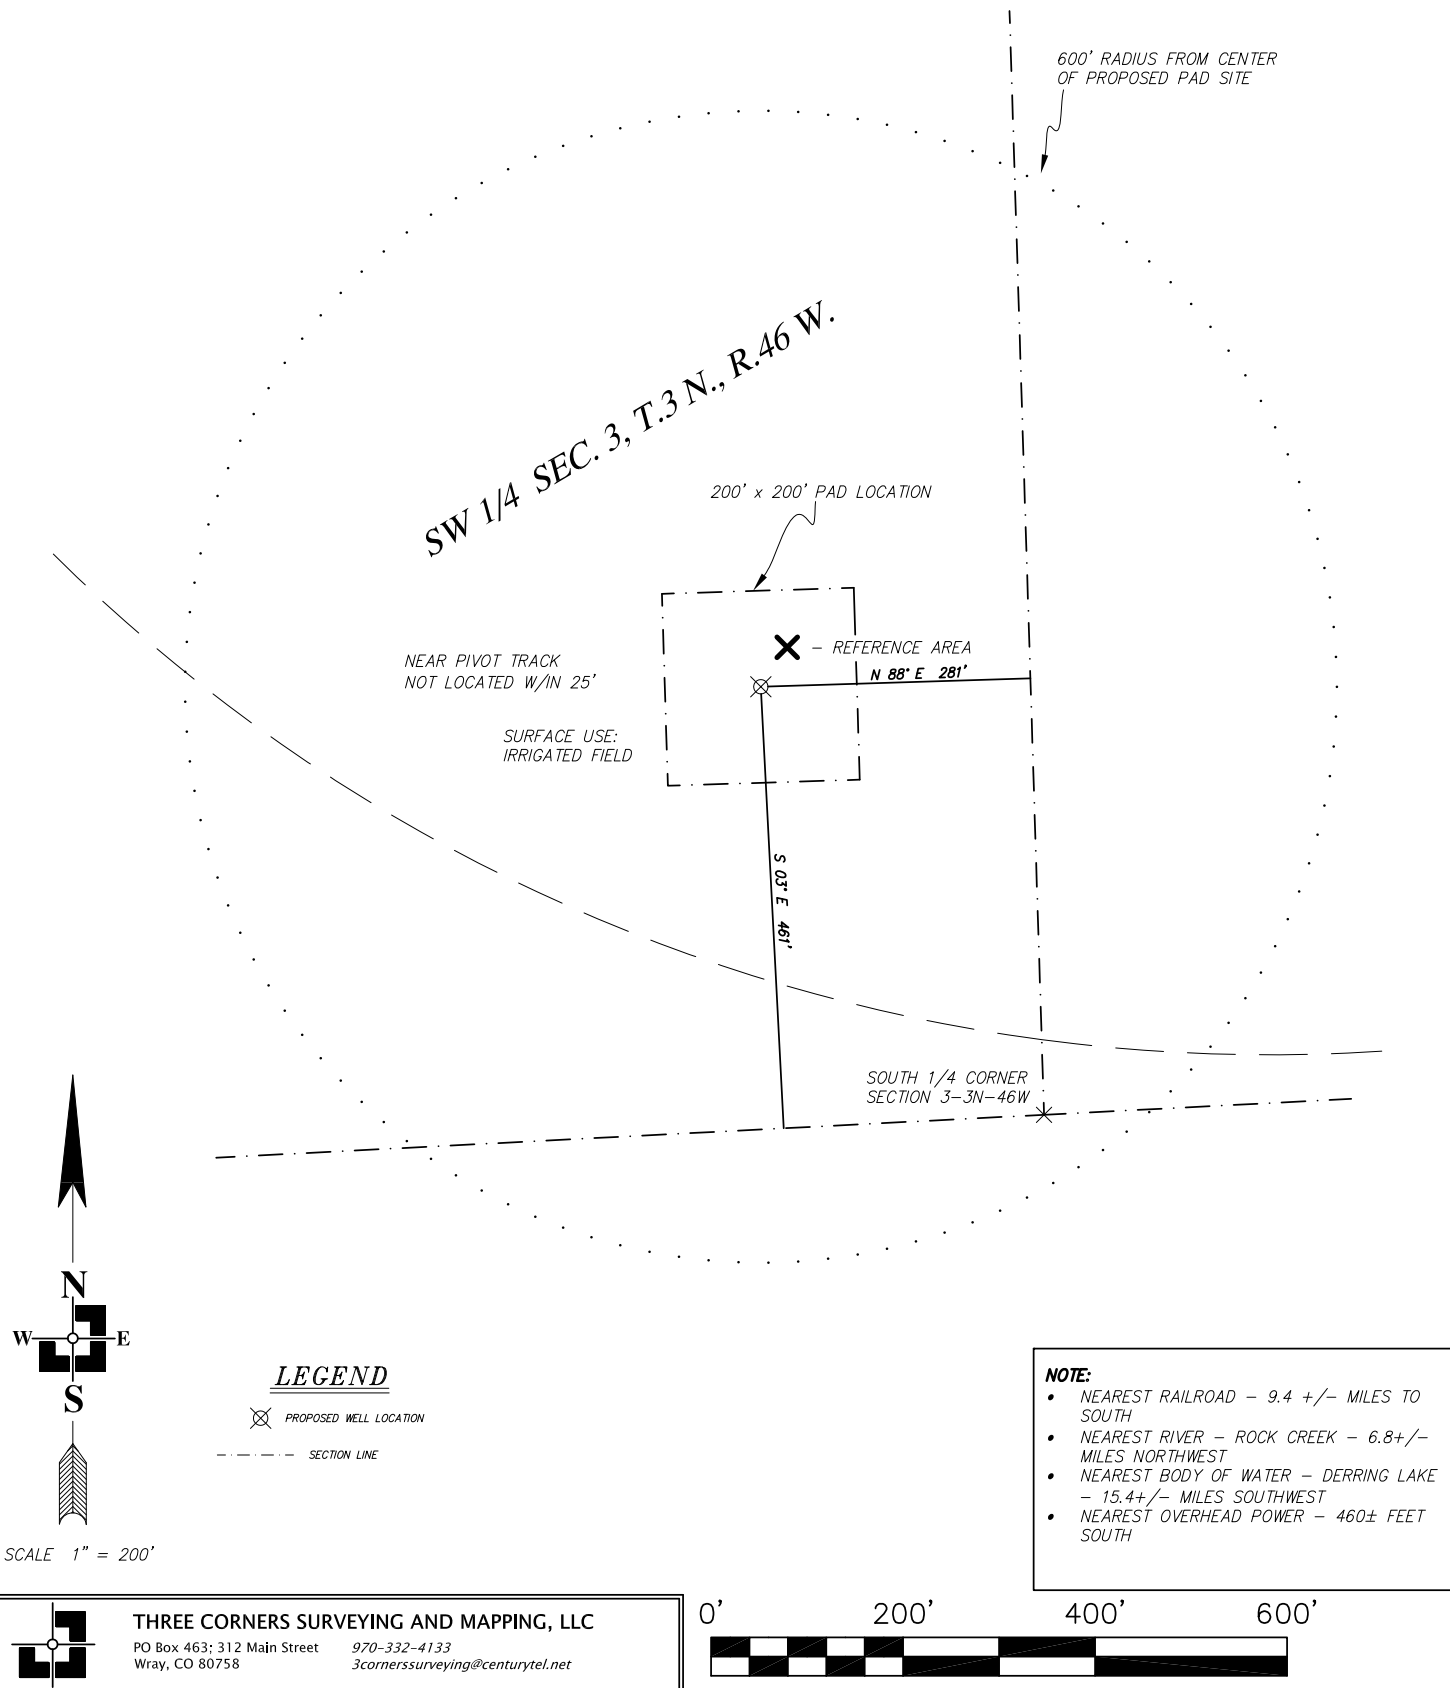 600' RADIUS FROM CENTER
OF PROPOSED PAD SITE
SW 1/4 SEC. 3, T.3 N., R.46 W.
200' x 200' PAD LOCATION
– REFERENCE AREA
NEAR PIVOT TRACK
NOT LOCATED W/IN 25'
N 88° E 281'
SURFACE USE:
IRRIGATED FIELD
S 03° E 461'
SOUTH 1/4 CORNER
SECTION 3–3N–46W
N
W E
S
SCALE 1" = 200'
LEGEND
PROPOSED WELL LOCATION
SECTION LINE
NOTE:
• NEAREST RAILROAD – 9.4 +/– MILES TO
SOUTH
• NEAREST RIVER – ROCK CREEK – 6.8+/–
MILES NORTHWEST
• NEAREST BODY OF WATER – DERRING LAKE
– 15.4+/– MILES SOUTHWEST
• NEAREST OVERHEAD POWER – 460± FEET
SOUTH
THREE CORNERS SURVEYING AND MAPPING, LLC
PO Box 463; 312 Main Street 970-332-4133
Wray, CO 80758 3cornerssurveying@centurytel.net
0' 200' 400' 600'